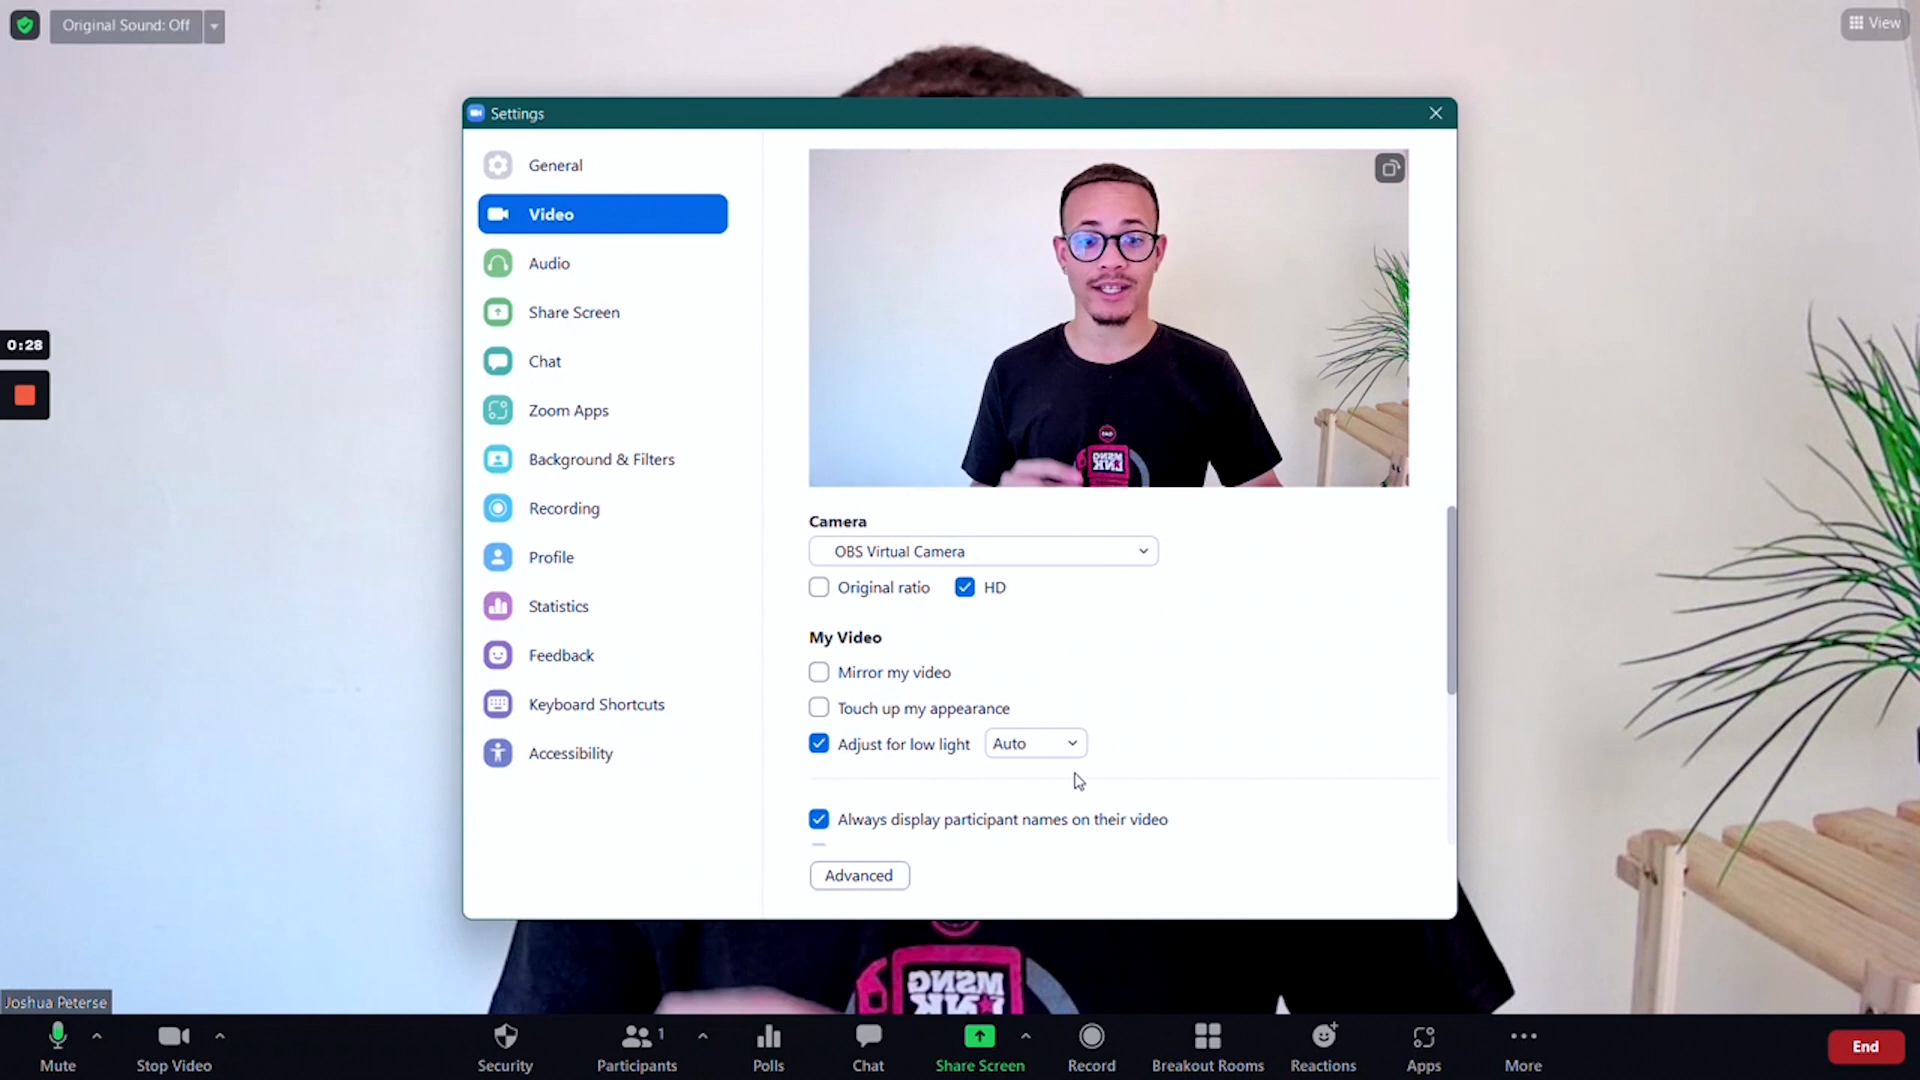 Original Sound: Off
View
Settings
General
Video
Audio
Share Screen
Chat
Zoom Apps
Background & Filters
Recording
Profile
Statistics
Feedback
Keyboard Shortcuts
Accessibility
MSNG
LNK
Camera
OBS Virtual Camera
Original ratio
HD
My Video
Mirror my video
Touch up my appearance
Adjust for low light
Auto
Always display participant names on their video
Advanced
0:28
MSNG
Joshua Peterse
Mute
Stop Video
Security
Participants
1
Polls
Chat
Share Screen
Record
Breakout Rooms
Reactions
Apps
More
End